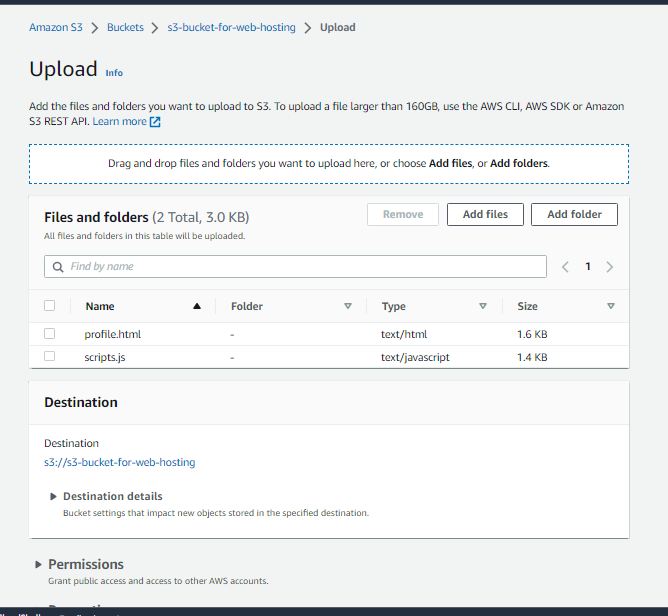 Amazon S3 > Buckets > s3-bucket-for-web-hosting > Upload
Upload Info
Add the files and folders you want to upload to S3. To upload a file larger than 160GB, use the AWS CLI, AWS SDK or Amazon
S3 REST API. Learn more
Drag and drop files and folders you want to upload here, or choose Add files, or Add folders.
Files and folders (2 Total, 3.0 KB)
All files and folders in this table will be uploaded.
Remove
Add files
Add folder
Find by name
1
Name Folder Type Size
profile.html - text/html 1.6 KB
scripts.js - text/javascript 1.4 KB
Destination
Destination
s3://s3-bucket-for-web-hosting
Destination details
Bucket settings that impact new objects stored in the specified destination.
Permissions
Grant public access and access to other AWS accounts.